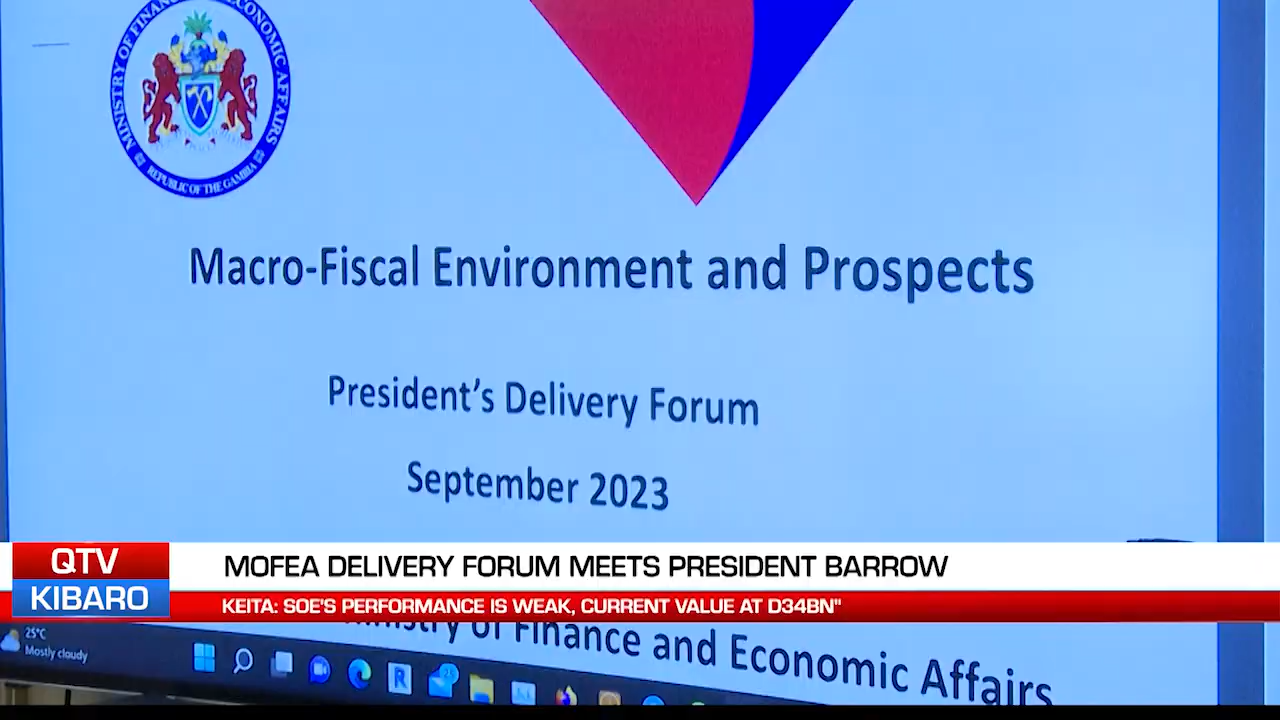 MINISTRY OF FINANCE ECONOMIC AFFAIRS
REPUBLIC OF THE GAMBIA
Macro-Fiscal Environment and Prospects
President's Delivery Forum
September 2023
QTV
KIBARO
MOFEA DELIVERY FORUM MEETS PRESIDENT BARROW
KEITA: SOE'S PERFORMANCE IS WEAK, CURRENT VALUE AT D34BN"
Ministry of Finance and Economic Affairs
25°C
Mostly cloudy